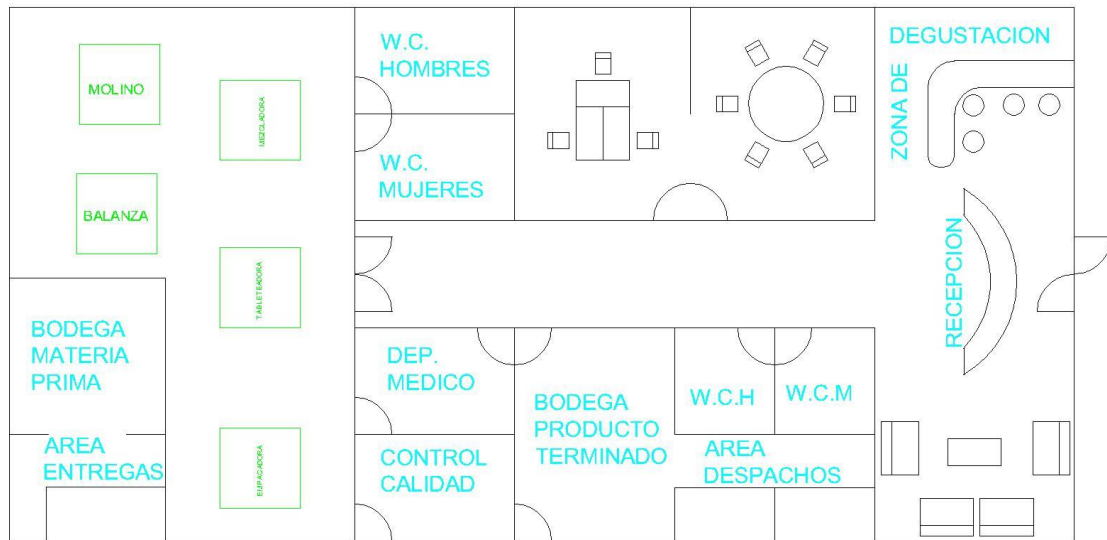 MOLINO
MEZCLADORA
BALANZA
TABLETEADORA
EMPACADORA
BODEGA
MATERIA
PRIMA
AREA
ENTREGAS
W.C.
HOMBRES
W.C.
MUJERES
DEP.
MEDICO
CONTROL
CALIDAD
BODEGA
PRODUCTO
TERMINADO
W.C.H
W.C.M
AREA
DESPACHOS
DEGUSTACION
ZONA DE
RECEPCION